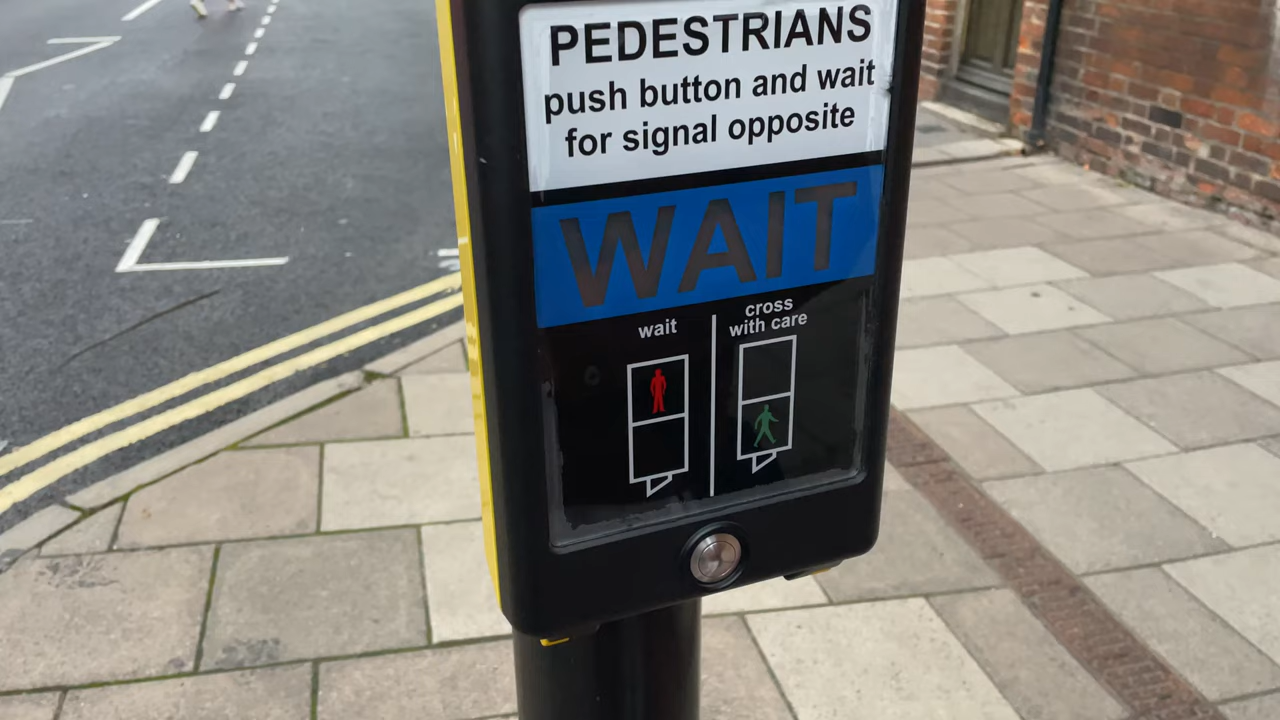 PEDESTRIANS
push button and wait
for signal opposite
WAIT
wait
cross
with care